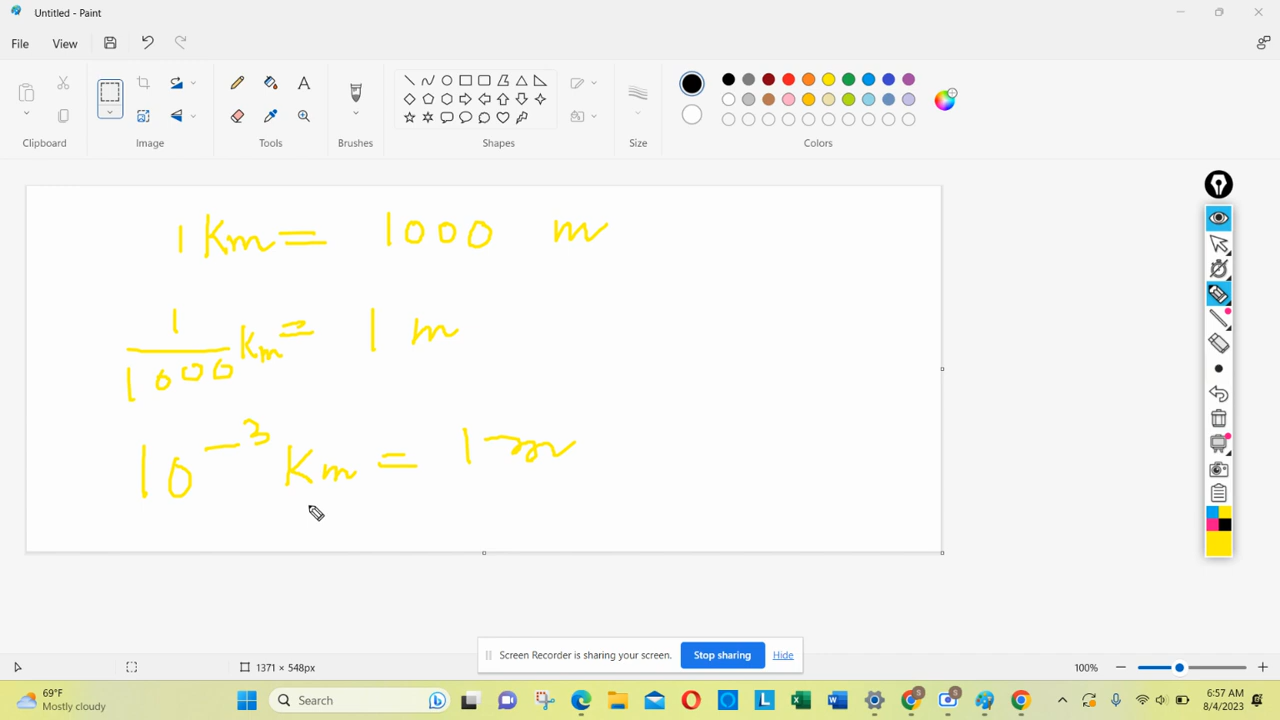 Untitled - Paint
File View
Clipboard Image Tools Brushes Shapes Size Colors
1 Km = 1000 m
1/1000 Km = 1 m
10⁻³ Km = 1 m
Screen Recorder is sharing your screen. Stop sharing Hide
1371 × 548px 100%
69°F
Mostly cloudy
Search
6:57 AM
8/4/2023